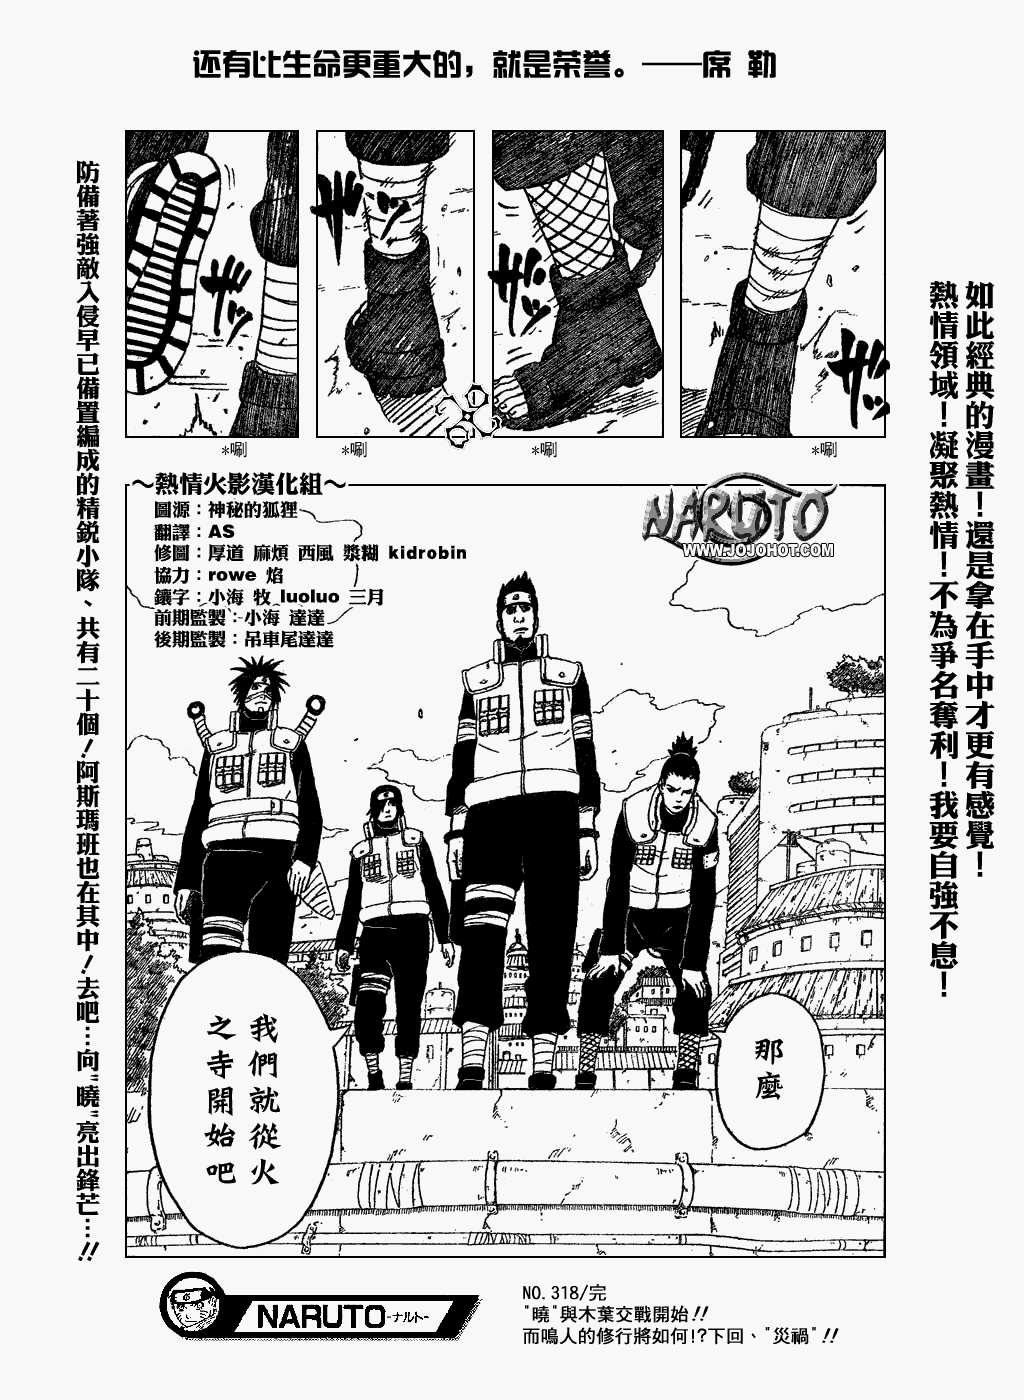 还有比生命更重大的，就是荣誉。——席 勒
如此經典的漫畫！還是拿在手中才更有感覺！
熱情領域！凝聚熱情！不為爭名奪利！我要自強不息！
防備著強敵入侵早已備置編成的精銳小隊、共有二十個！阿斯瑪班也在其中！去吧…向"曉"亮出鋒芒…!!
ザッ
ザッ
ザッ
ザッ
*唰
*唰
*唰
*唰
～熱情火影漢化組～
圖源：神秘的狐狸
翻譯：AS
修圖：厚道 麻煩 西風 漿糊 kidrobin
協力：rowe 焰
鑲字：小海 牧 luoluo 三月
前期監製：小海 達達
後期監製：吊車尾達達
NARUTO
WWW.JOJOHOT.COM
那麼
我們就從火
之寺開始吧
NARUTO-ナルト-
NO.318/完
"曉"與木葉交戰開始!!
而鳴人的修行將如何!?下回、"災禍"!!